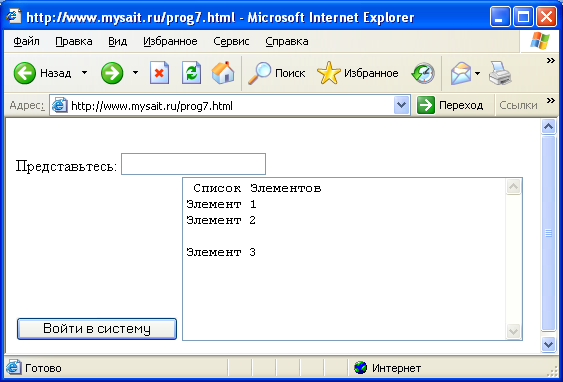 http://www.mysait.ru/prog7.html - Microsoft Internet Explorer
Файл Правка Вид Избранное Сервис Справка
Назад Поиск Избранное »
Адрес: http://www.mysait.ru/prog7.html Переход Ссылки »
Представьтесь:
Список Элементов
Элемент 1
Элемент 2
Элемент 3
Войти в систему
Готово Интернет